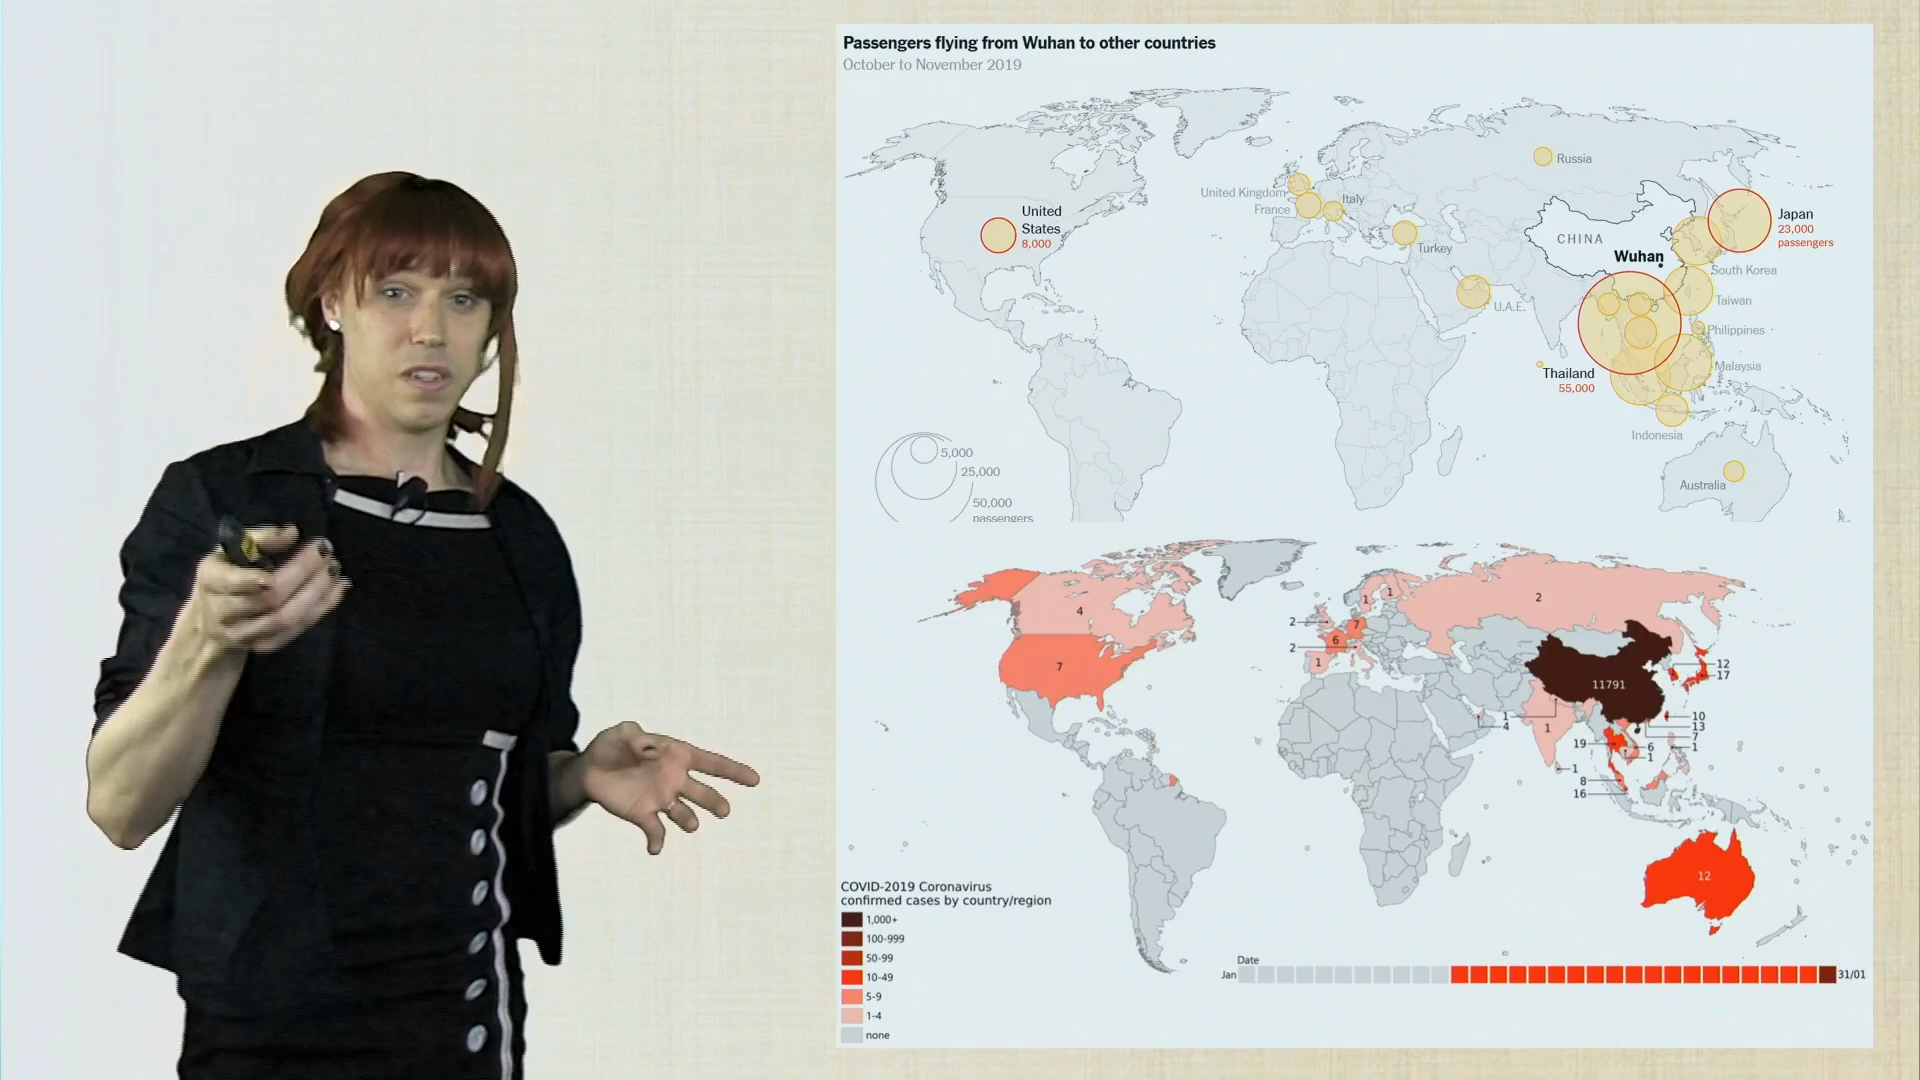 Passengers flying from Wuhan to other countries
October to November 2019
Russia
United Kingdom
France
Italy
Turkey
U.A.E.
United
States
8,000
CHINA
Wuhan
Japan
23,000
passengers
South Korea
Taiwan
Philippines
Malaysia
Thailand
55,000
Indonesia
Australia
5,000
25,000
50,000
passengers
4
7
2
2
6
7
1
1
1
2
11791
12
17
1
4
1
10
13
7
1
19
6
1
1
8
16
12
COVID-2019 Coronavirus
confirmed cases by country/region
1,000+
100-999
50-99
10-49
5-9
1-4
none
Date
Jan
31/01